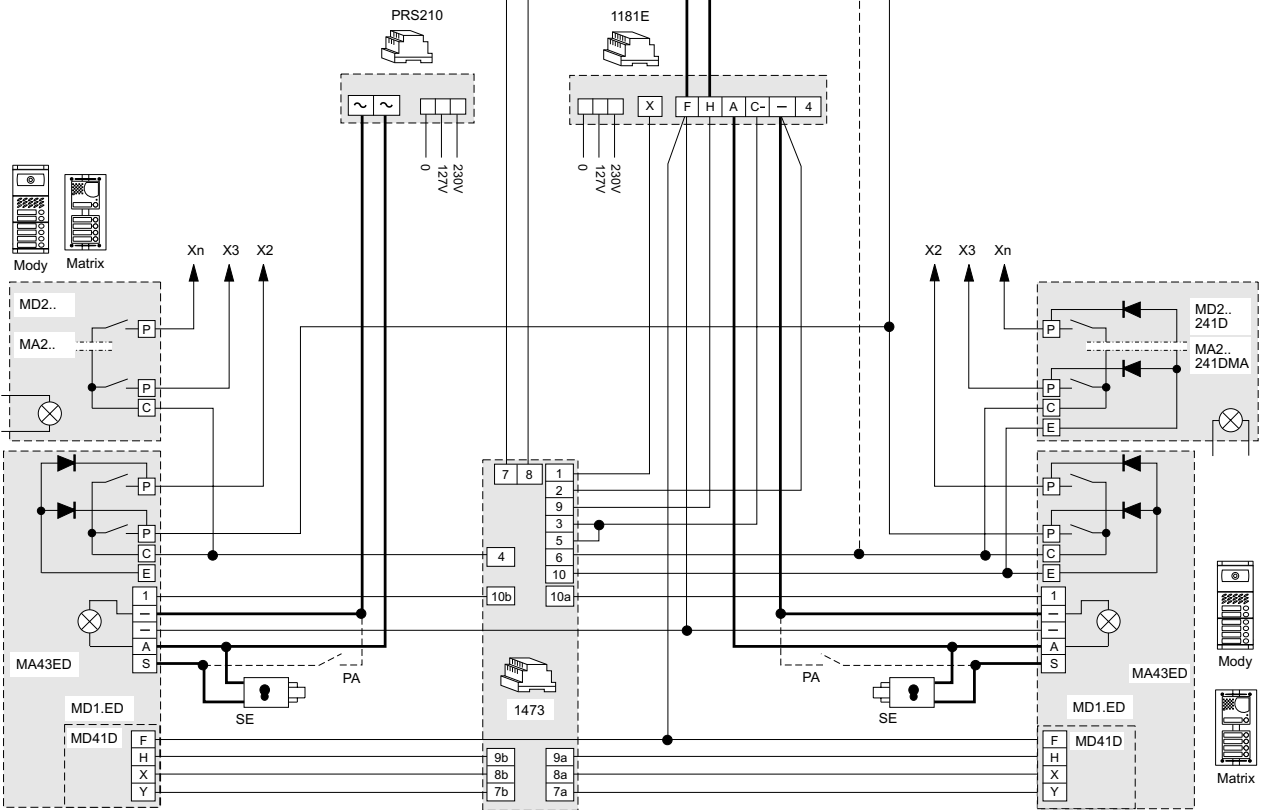 PRS210
1181E
~ ~
X F H A C- — 4
0 127V 230V
0 127V 230V
Mody Matrix
Xn X3 X2
X2 X3 Xn
MD2..
MA2..
P
P
C
MD2..
241D
MA2..
241DMA
P
P
C
E
P
P
C
E
1
—
—
A
S
MA43ED
MD1.ED
MD41D
F
H
X
Y
SE
PA
7 8
1
2
9
3
5
6
10
4
10b 10a
1473
9b 9a
8b 8a
7b 7a
PA
SE
P
P
C
E
1
—
—
A
S
MA43ED
MD1.ED
MD41D
F
H
X
Y
Mody
Matrix